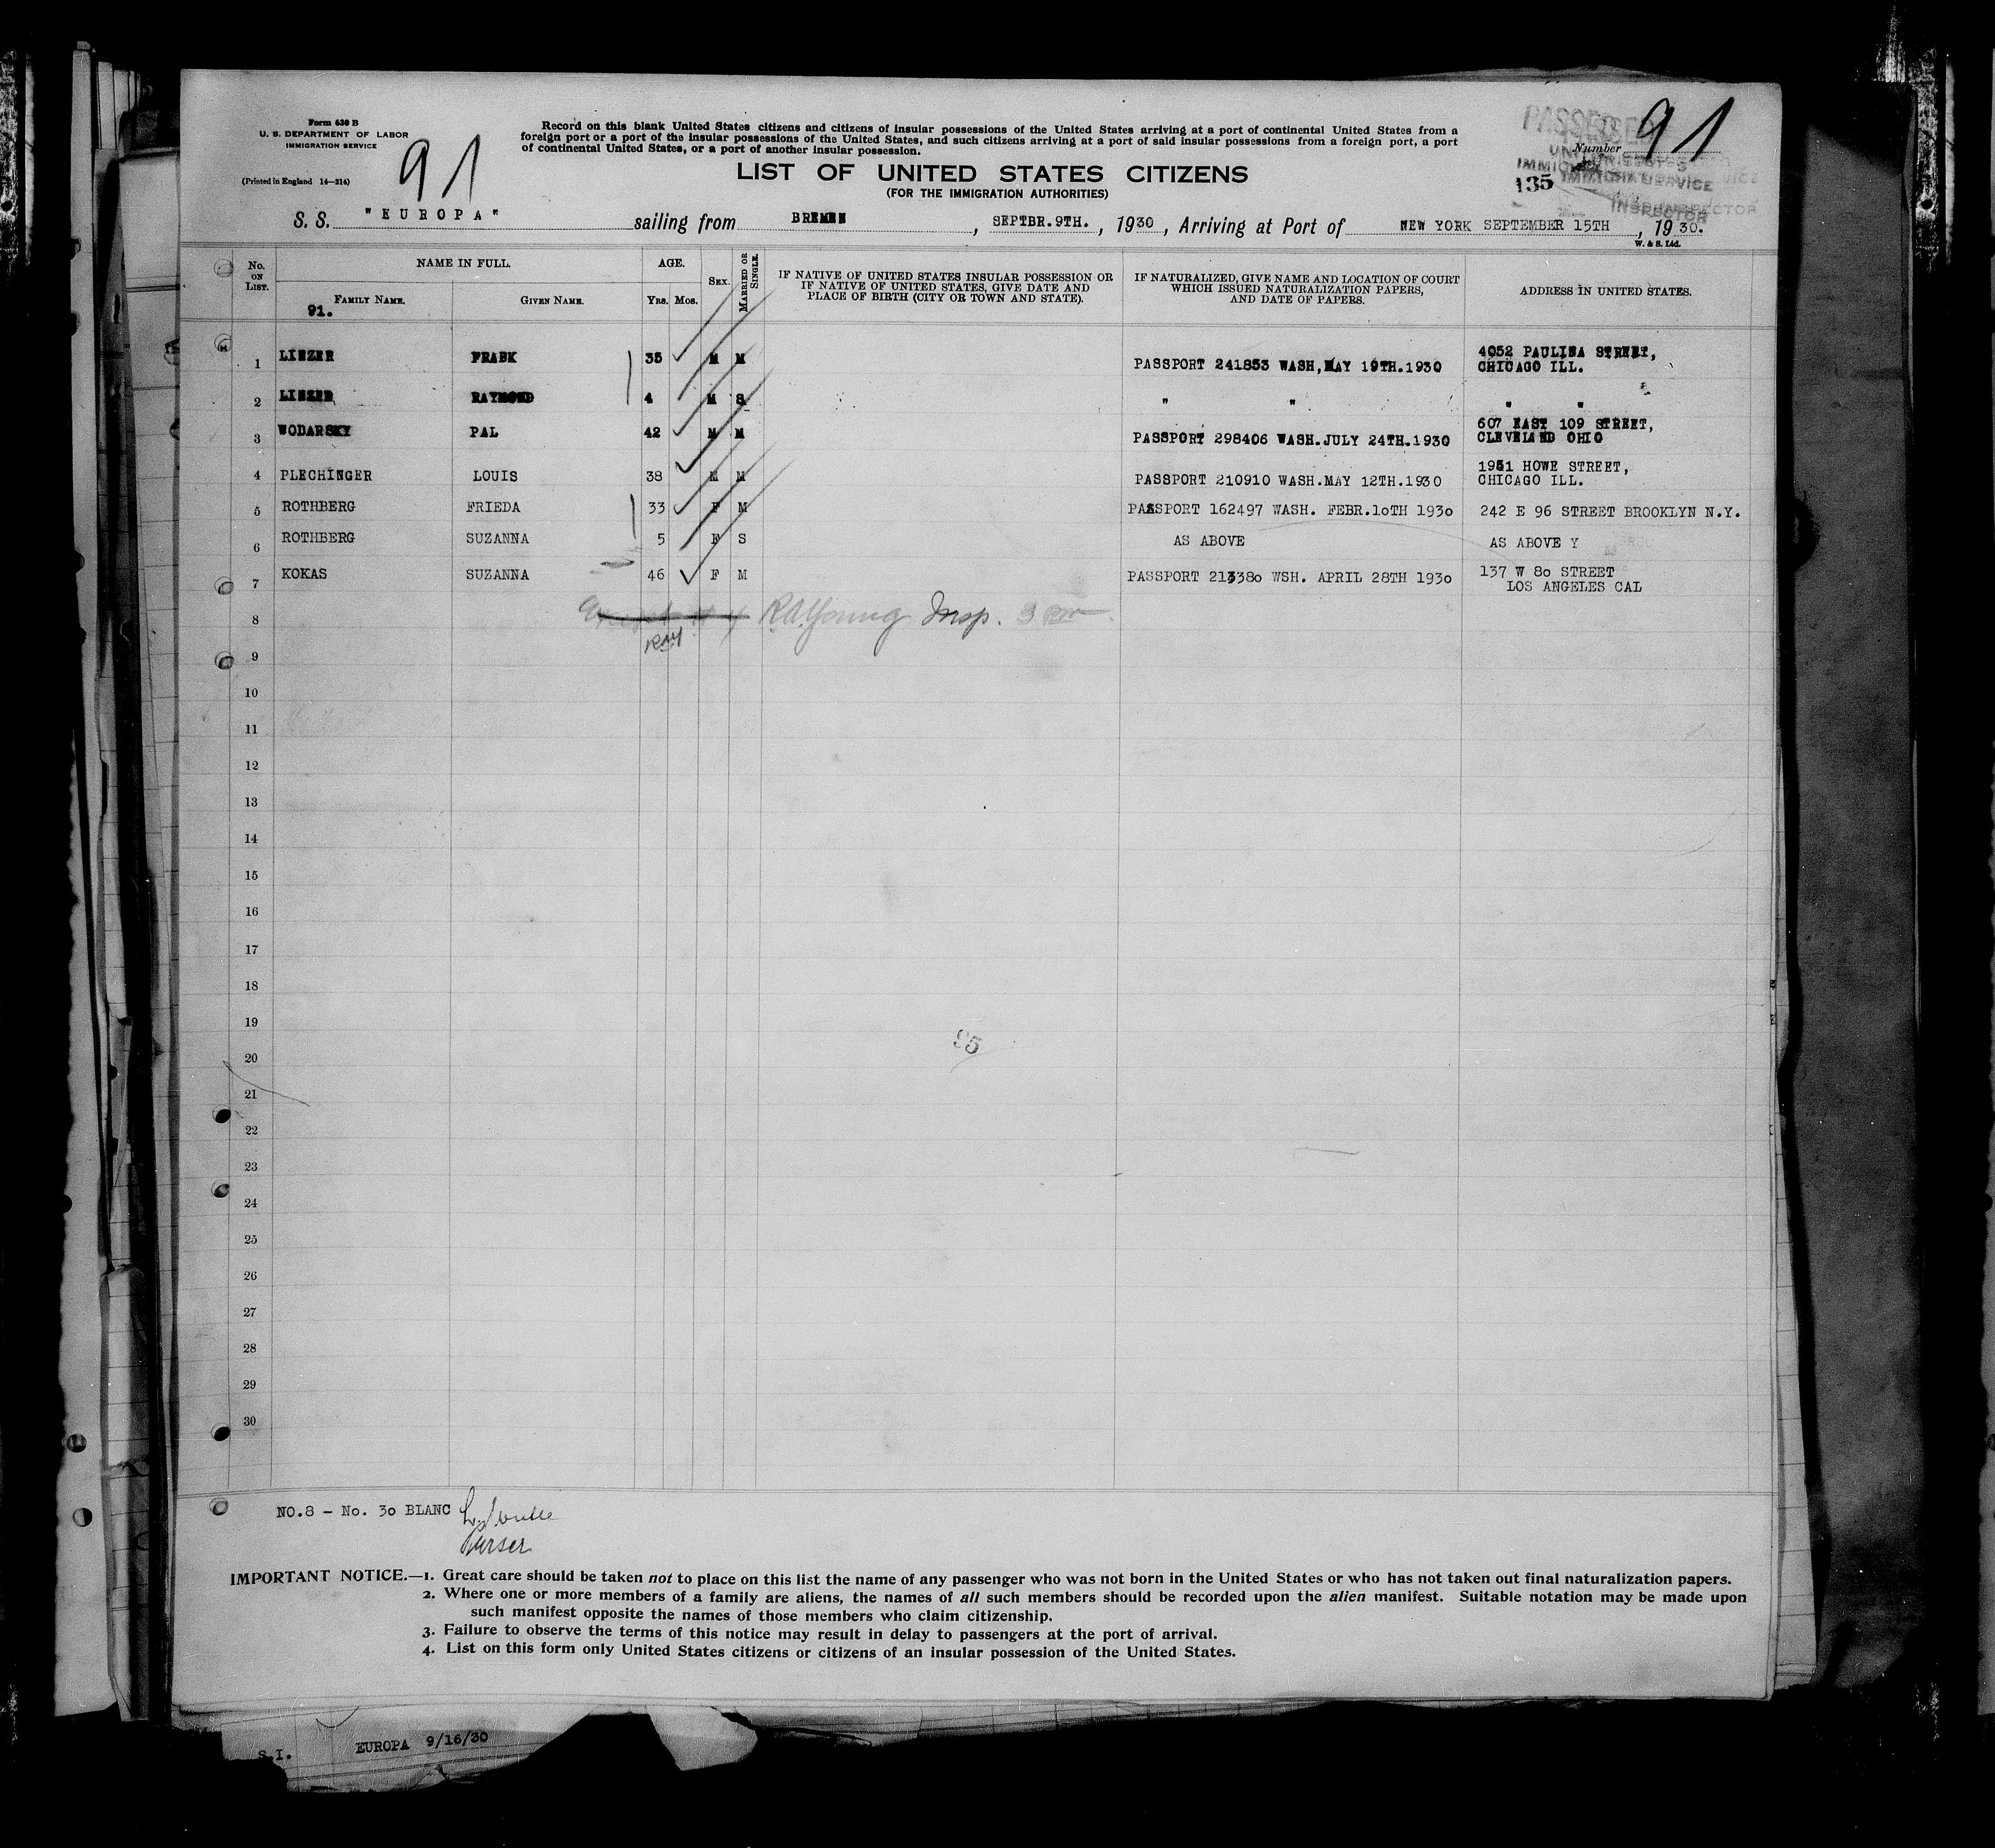 Form 630 B
U. S. DEPARTMENT OF LABOR
IMMIGRATION SERVICE
(Printed in England 14—214)
91
Record on this blank United States citizens and citizens of insular possessions of the United States arriving at a port of continental United States from a
foreign port or a port of the insular possessions of the United States, and such citizens arriving at a port of said insular possessions from a foreign port, a port
of continental United States, or a port of another insular possession.
LIST OF UNITED STATES CITIZENS
(FOR THE IMMIGRATION AUTHORITIES)
PASSED
Number 91
IMMIGRATION SERVICE
INSPECTOR
135
S. S. "EUROPA" sailing from BREMEN, SEPTBR.9TH., 1930, Arriving at Port of NEW YORK SEPTEMBER 15TH, 1930.
W. & S. Ltd.
No. ON LIST. NAME IN FULL. AGE. SEX. MARRIED OR SINGLE. IF NATIVE OF UNITED STATES INSULAR POSSESSION OR IF NATIVE OF UNITED STATES, GIVE DATE AND PLACE OF BIRTH (CITY OR TOWN AND STATE). IF NATURALIZED, GIVE NAME AND LOCATION OF COURT WHICH ISSUED NATURALIZATION PAPERS, AND DATE OF PAPERS. ADDRESS IN UNITED STATES.
FAMILY NAME. GIVEN NAME. YRS. MOS.
91.
1 LINZER FRABK 35 M M PASSPORT 241853 WASH, MAY 19TH.1930 4052 PAULINA STREET, CHICAGO ILL.
2 LINZER RAYMOND 4 M S " " " "
3 WODARSKY PAL 42 M M PASSPORT 298406 WASH.JULY 24TH.1930 607 EAST 109 STREET, CLEVELAND OHIO
4 PLECHINGER LOUIS 38 M M PASSPORT 210910 WASH.MAY 12TH.1930 1951 HOWE STREET, CHICAGO ILL.
5 ROTHBERG FRIEDA 33 F M PASSPORT 162497 WASH. FEBR.10TH 1930 242 E 96 STREET BROOKLYN N.Y.
6 ROTHBERG SUZANNA 5 F S AS ABOVE AS ABOVE Y
7 KOKAS SUZANNA 46 F M PASSPORT 213380 WSH. APRIL 28TH 1930 137 W 80 STREET LOS ANGELES CAL
8 RAYoung Insp.
RAY
9
10
11
12
13
14
15
16
17
18
19
95
20
21
22
23
24
25
26
27
28
29
30
NO.8 - No. 30 BLANC
Purser
IMPORTANT NOTICE.—1. Great care should be taken not to place on this list the name of any passenger who was not born in the United States or who has not taken out final naturalization papers.
2. Where one or more members of a family are aliens, the names of all such members should be recorded upon the alien manifest. Suitable notation may be made upon
such manifest opposite the names of those members who claim citizenship.
3. Failure to observe the terms of this notice may result in delay to passengers at the port of arrival.
4. List on this form only United States citizens or citizens of an insular possession of the United States.
S.I. EUROPA 9/16/30